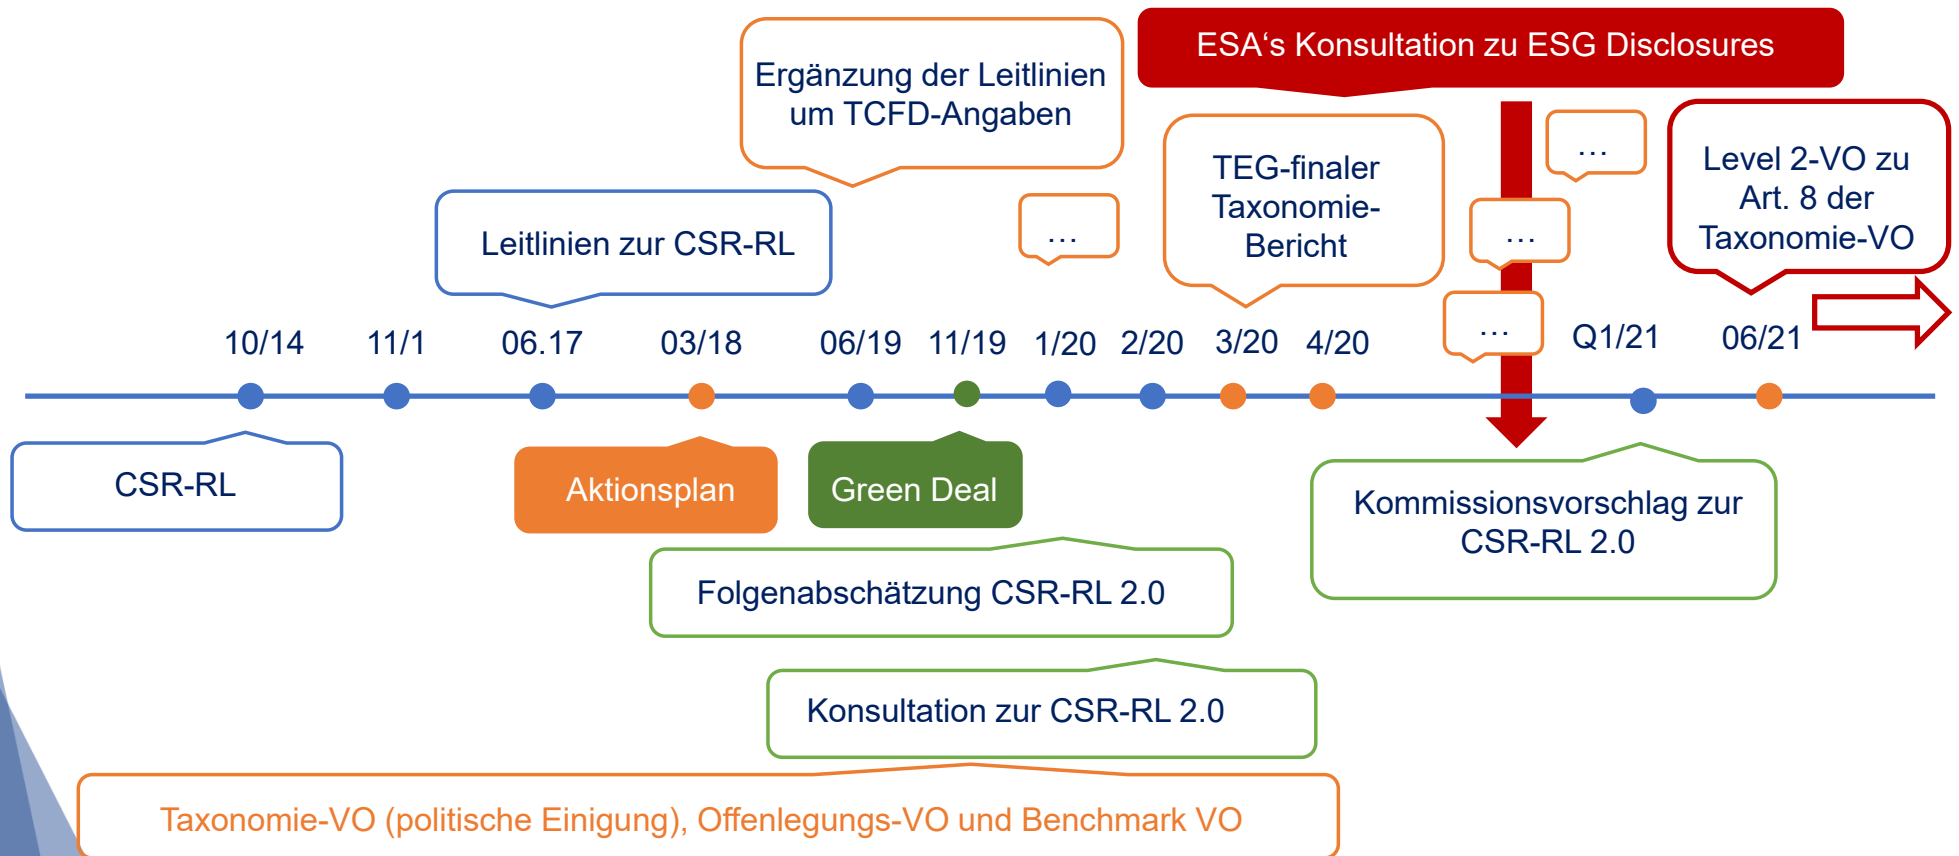 ESA‘s Konsultation zu ESG Disclosures
Ergänzung der Leitlinien
um TCFD-Angaben
…
Level 2-VO zu
Art. 8 der
Taxonomie-VO
TEG-finaler
Taxonomie-
Bericht
Leitlinien zur CSR-RL
…
…
…
10/14
11/1
06.17
03/18
06/19
11/19
1/20
2/20
3/20
4/20
Q1/21
06/21
CSR-RL
Aktionsplan
Green Deal
Kommissionsvorschlag zur
CSR-RL 2.0
Folgenabschätzung CSR-RL 2.0
Konsultation zur CSR-RL 2.0
Taxonomie-VO (politische Einigung), Offenlegungs-VO und Benchmark VO